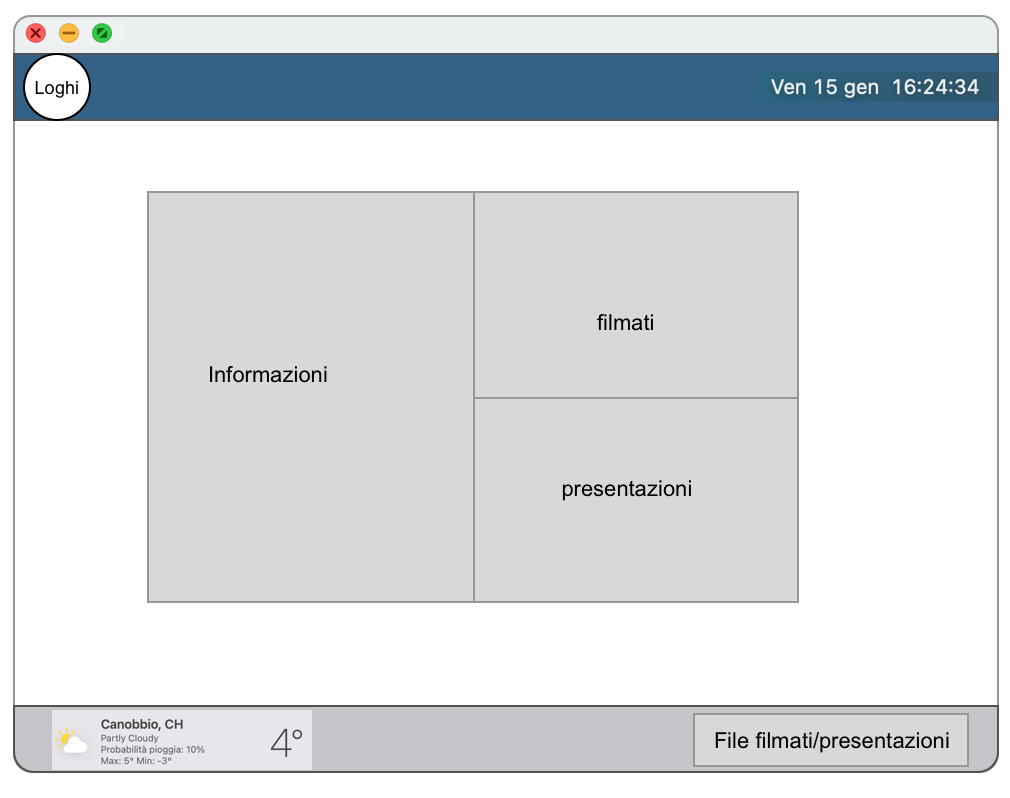 Loghi
Ven 15 gen 16:24:34
Informazioni
filmati
presentazioni
Canobbio, CH
Partly Cloudy
Probabilità pioggia: 10%
Max: 5° Min: -3°
4°
File filmati/presentazioni